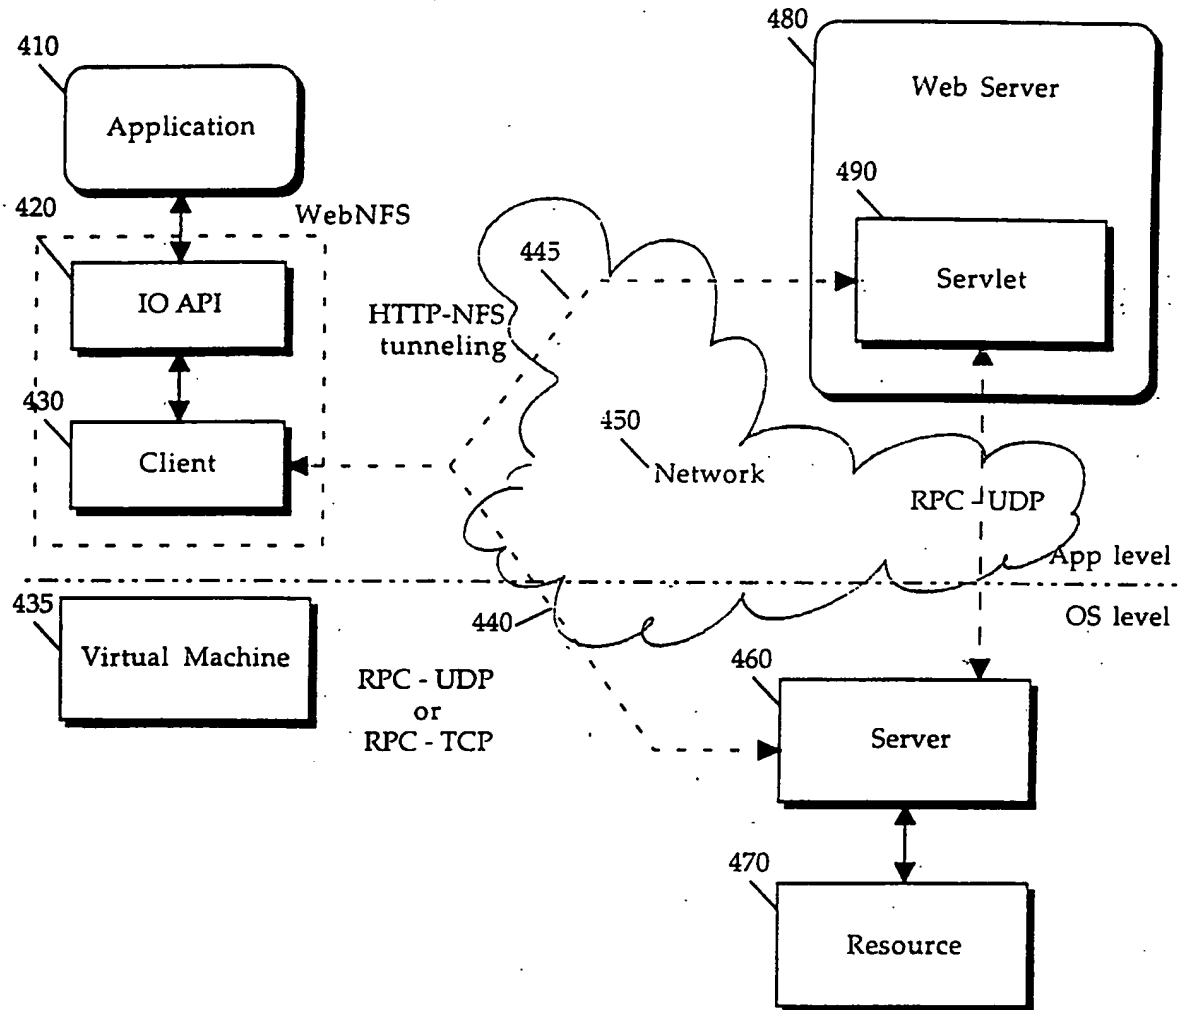 410
Application
480
Web Server
420
WebNFS
490
IO API
445
Servlet
HTTP-NFS
tunneling
430
Client
450
Network
RPC - UDP
App level
435
Virtual Machine
440
OS level
RPC - UDP
or
RPC - TCP
460
Server
470
Resource